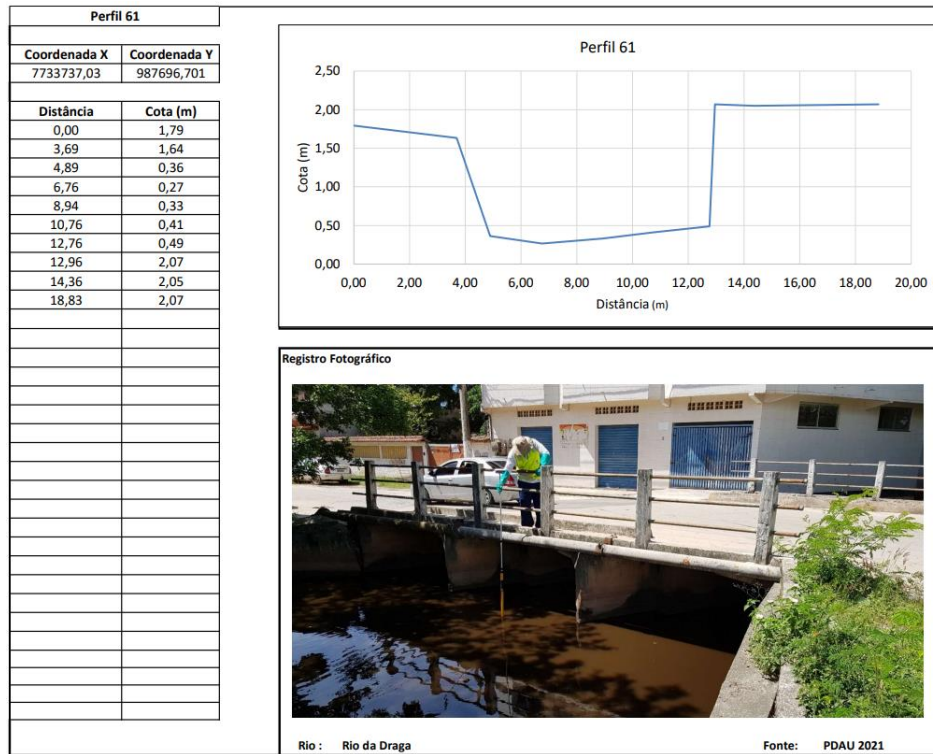 Perfil 61
Coordenada X Coordenada Y
7733737,03 987696,701
Distância Cota (m)
0,00 1,79
3,69 1,64
4,89 0,36
6,76 0,27
8,94 0,33
10,76 0,41
12,76 0,49
12,96 2,07
14,36 2,05
18,83 2,07
Perfil 61
2,50
2,00
1,50
1,00
0,50
0,00
Cota (m)
0,00 2,00 4,00 6,00 8,00 10,00 12,00 14,00 16,00 18,00 20,00
Distância (m)
Registro Fotográfico
Rio : Rio da Draga Fonte: PDAU 2021